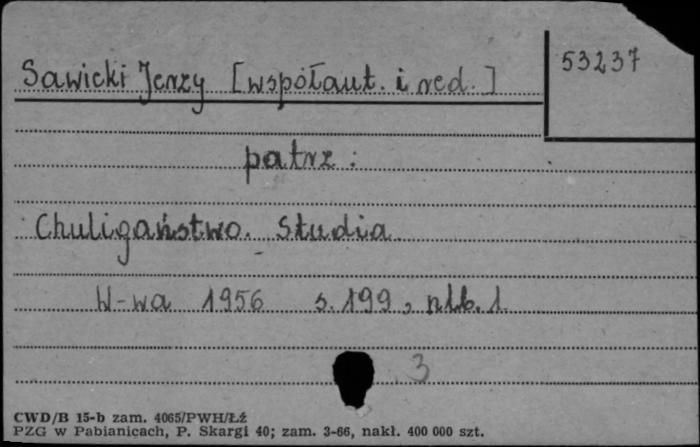 53237
Sawicki Jerzy [współaut. i red.]
patrz:
Chuligaństwo. Studia.
W-wa 1956 s. 199, nlb. 1
3
CWD/B 15-b zam. 4065/PWH/Łź
PZG w Pabianicach, P. Skargi 40; zam. 3-66, nakł. 400 000 szt.